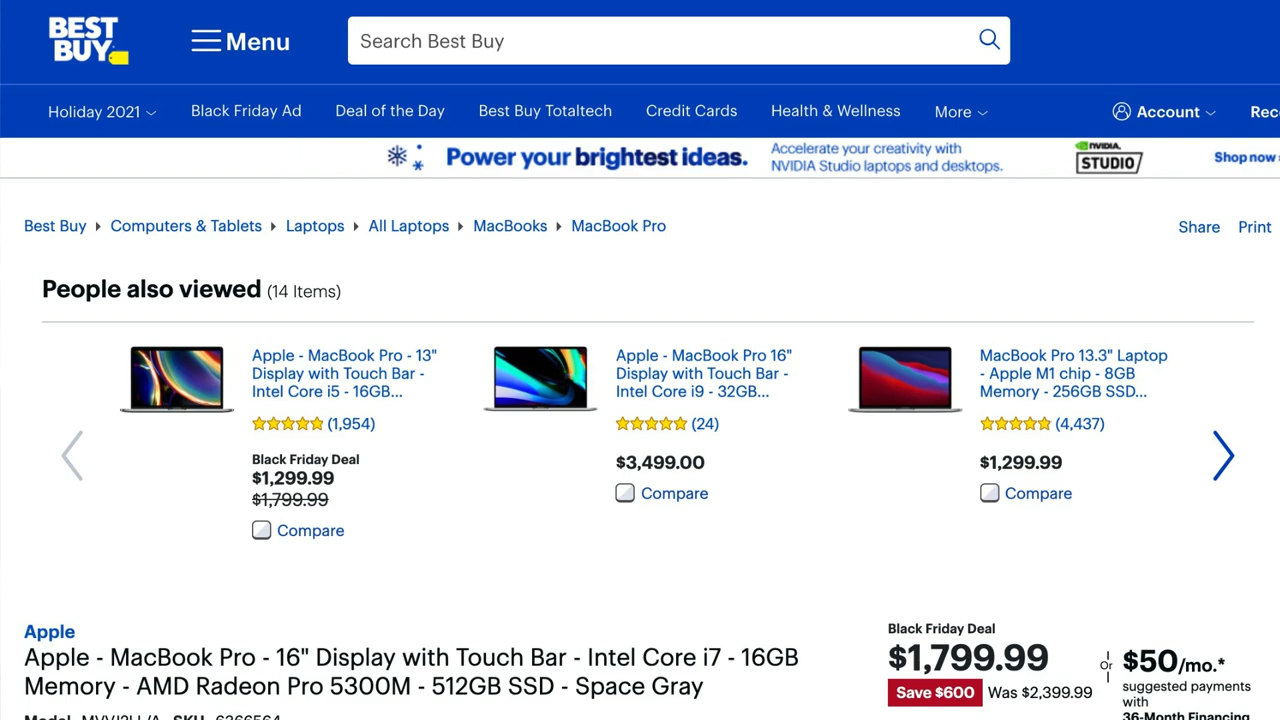 BEST BUY
Menu
Search Best Buy
Holiday 2021
Black Friday Ad
Deal of the Day
Best Buy Totaltech
Credit Cards
Health & Wellness
More
Account
Rec
Power your brightest ideas.
Accelerate your creativity with
NVIDIA Studio laptops and desktops.
NVIDIA.
STUDIO
Shop now
Best Buy
Computers & Tablets
Laptops
All Laptops
MacBooks
MacBook Pro
Share
Print
People also viewed (14 Items)
Apple - MacBook Pro - 13"
Display with Touch Bar -
Intel Core i5 - 16GB...
(1,954)
Black Friday Deal
$1,299.99
$1,799.99
Compare
Apple - MacBook Pro 16"
Display with Touch Bar -
Intel Core i9 - 32GB...
(24)
$3,499.00
Compare
MacBook Pro 13.3" Laptop
- Apple M1 chip - 8GB
Memory - 256GB SSD...
(4,437)
$1,299.99
Compare
Apple
Apple - MacBook Pro - 16" Display with Touch Bar - Intel Core i7 - 16GB
Memory - AMD Radeon Pro 5300M - 512GB SSD - Space Gray
Black Friday Deal
$1,799.99
Save $600 Was $2,399.99
Or
$50/mo.*
suggested payments
with
36-Month Financing